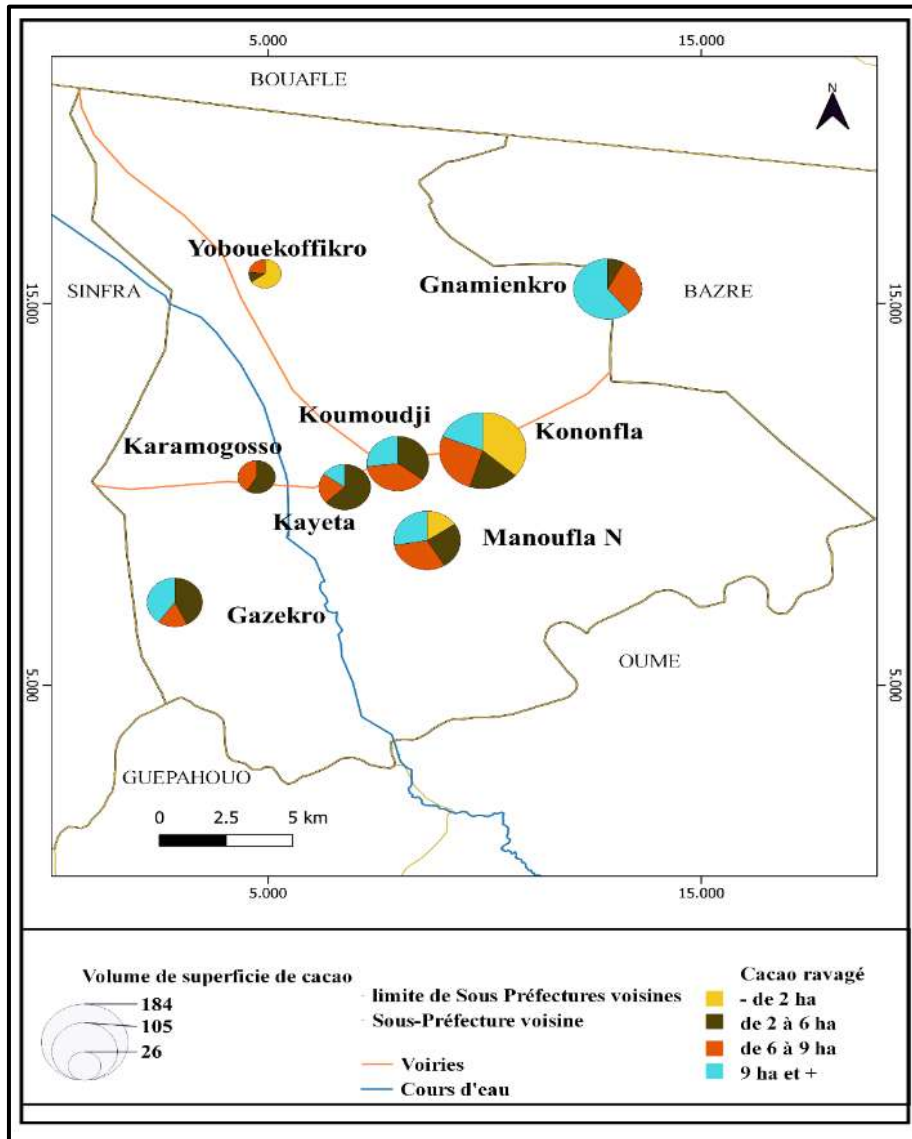 5.000 15.000
BOUAFLE
N
Yobouekoffikro
Gnamienkro
SINFRA
BAZRE
15.000 15.000
Koumoudji
Kononfla
Karamogosso
Kayeta
Manoufla N
Gazekro
OUME
5.000 5.000
GUEPAHOUO
0 2.5 5 km
5.000 15.000
Volume de superficie de cacao
184
105
26
limite de Sous Préfectures voisines
Sous-Préfecture voisine
Voiries
Cours d'eau
Cacao ravagé
- de 2 ha
de 2 à 6 ha
de 6 à 9 ha
9 ha et +